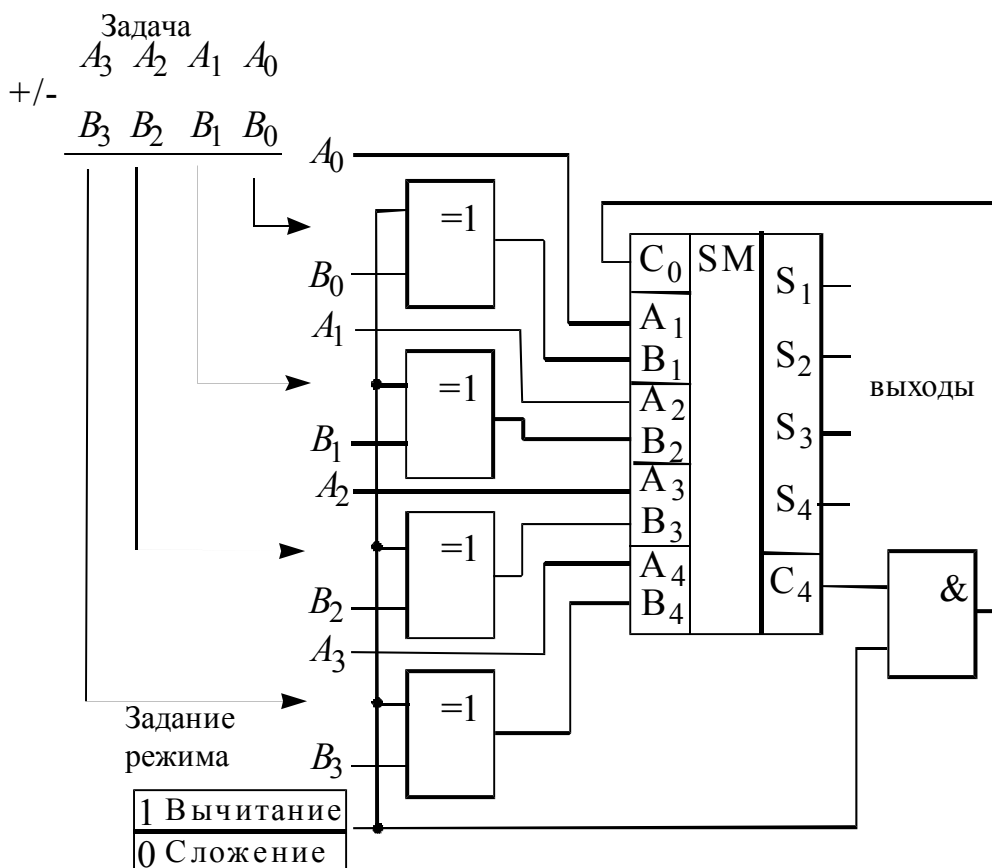 Задача
A3 A2 A1 A0
+/-
B3 B2 B1 B0
A0
=1
B0
A1
=1
B1
A2
=1
B2
A3
=1
B3
C0 SM
A1
B1
A2
B2
A3
B3
A4
B4
S1
S2
S3
S4
C4
выходы
&
Задание
режима
1 Вычитание
0 Сложение